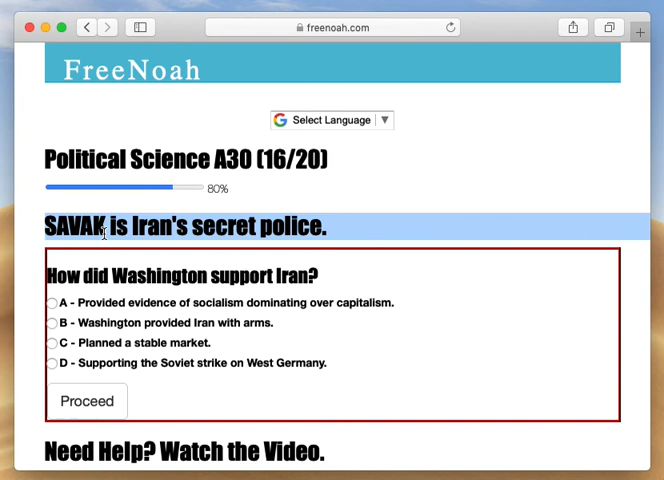 freenoah.com
FreeNoah
Select Language ▼
Political Science A30 (16/20)
80%
SAVAK is Iran's secret police.
How did Washington support Iran?
A - Provided evidence of socialism dominating over capitalism.
B - Washington provided Iran with arms.
C - Planned a stable market.
D - Supporting the Soviet strike on West Germany.
Proceed
Need Help? Watch the Video.